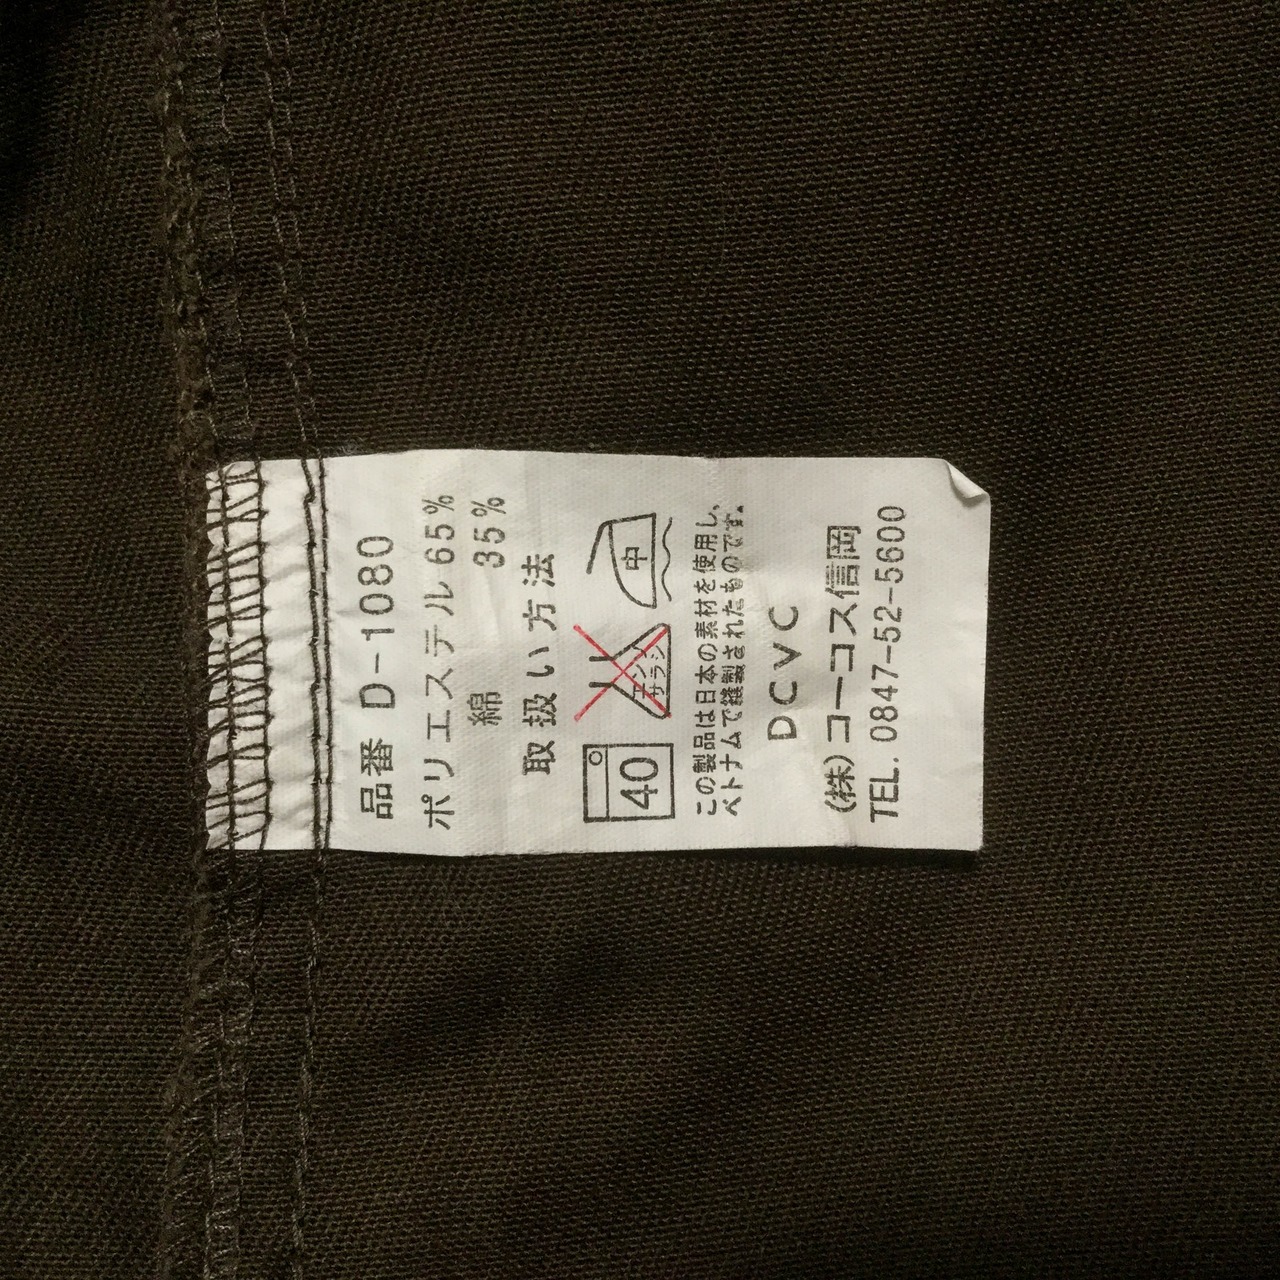 品番 D-1080
ポリエステル 65%
綿 35%
取扱い方法
40 エンソサラシ 中
この製品は日本の素材を使用し、
ベトナムで縫製されたものです。
DCVC
(株)コーコス信岡
TEL. 0847-52-5600